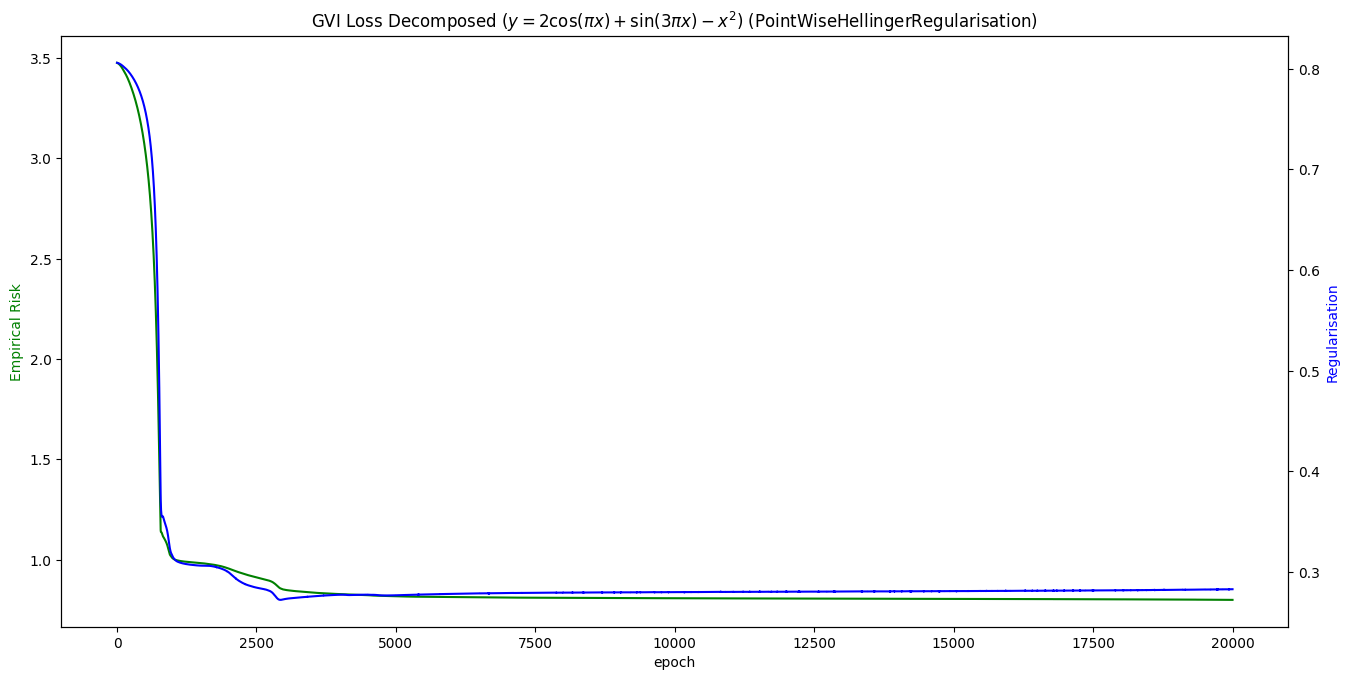 GVI Loss Decomposed (y = 2cos(πx) + sin(3πx) − x²) (PointWiseHellingerRegularisation)
3.5
3.0
2.5
2.0
1.5
1.0
Empirical Risk
0.8
0.7
0.6
0.5
0.4
0.3
Regularisation
0 2500 5000 7500 10000 12500 15000 17500 20000
epoch